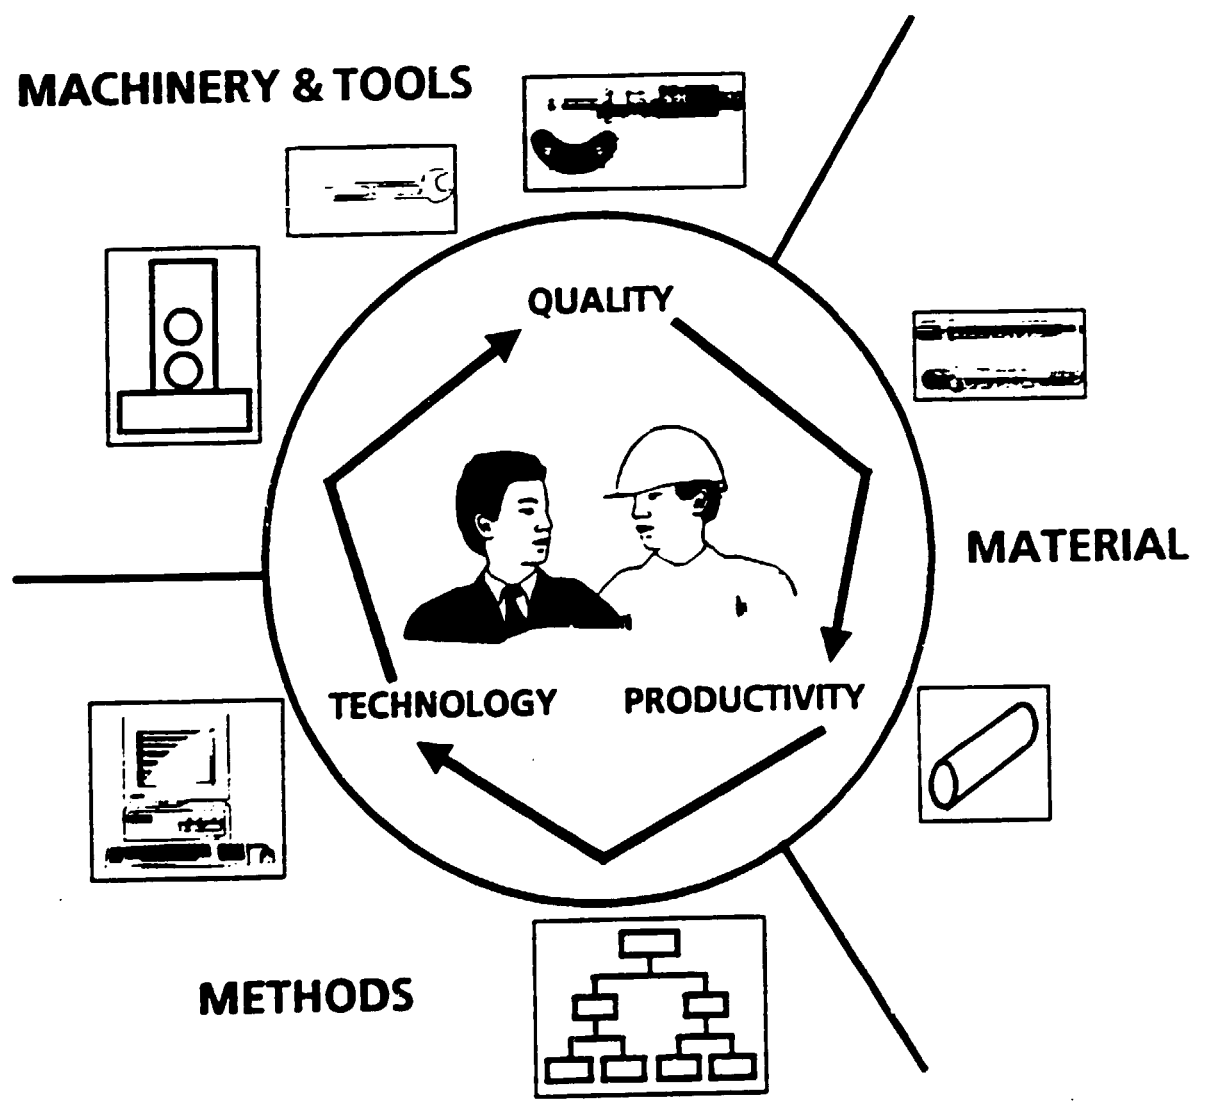 MACHINERY & TOOLS
QUALITY
MATERIAL
TECHNOLOGY
PRODUCTIVITY
METHODS